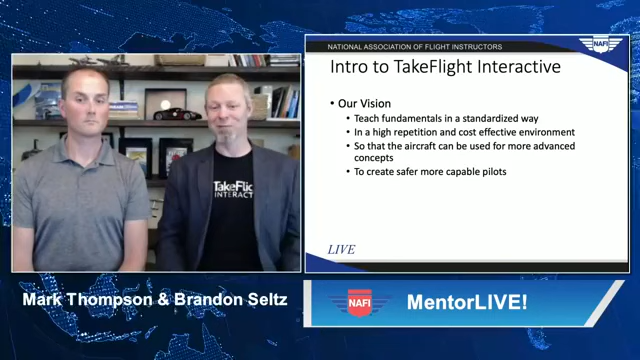 NATIONAL ASSOCIATION OF FLIGHT INSTRUCTORS
NAFI
Intro to TakeFlight Interactive
• Our Vision
• Teach fundamentals in a standardized way
• In a high repetition and cost effective environment
• So that the aircraft can be used for more advanced
concepts
• To create safer more capable pilots
LIVE
TakeFlig
INTERACT
Mark Thompson & Brandon Seltz
NAFI
MentorLIVE!